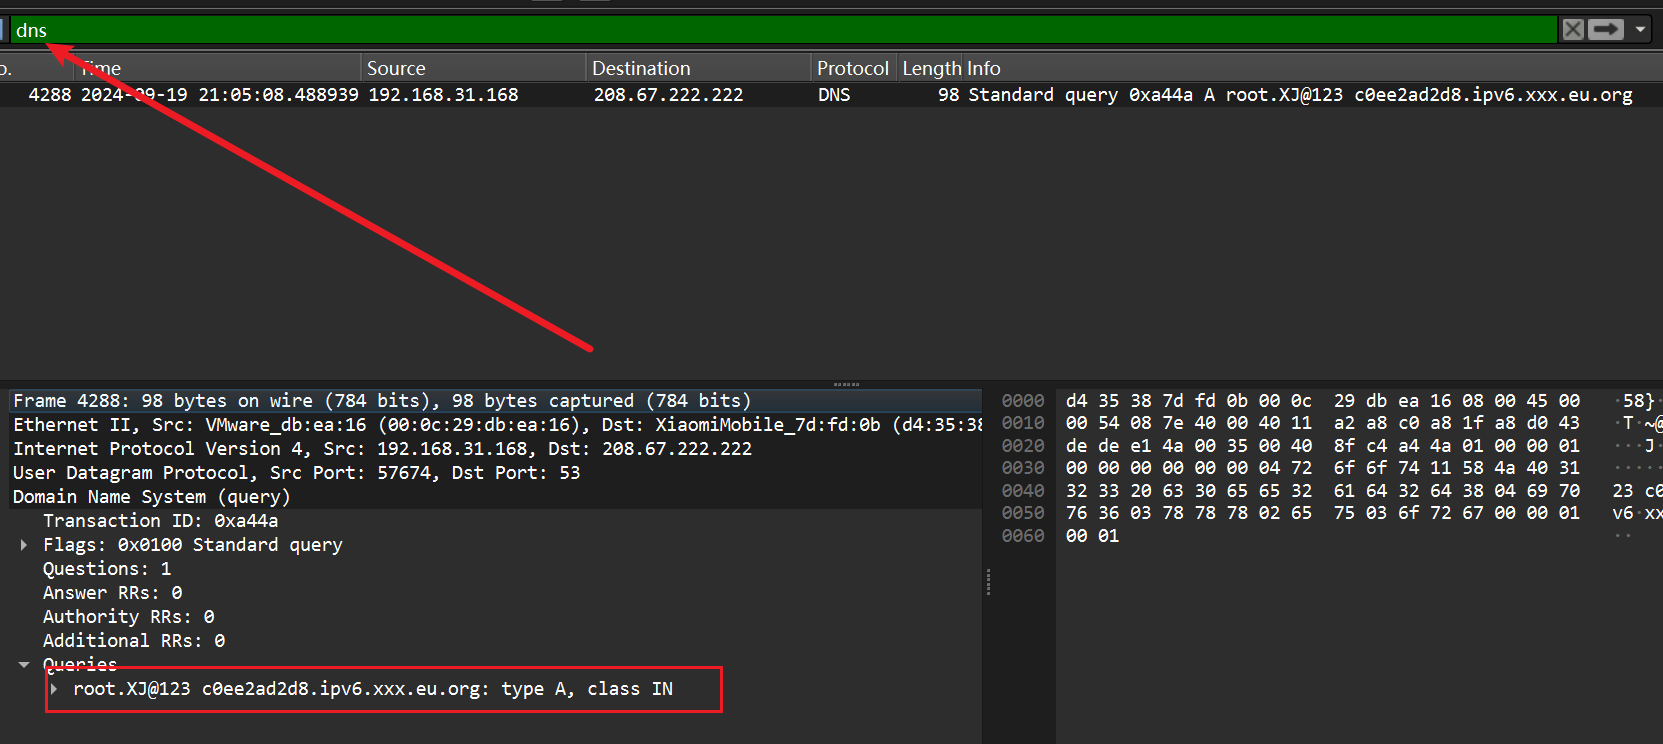 dns
o. Time Source Destination Protocol Length Info
4288 2024-09-19 21:05:08.488939 192.168.31.168 208.67.222.222 DNS 98 Standard query 0xa44a A root.XJ@123 c0ee2ad2d8.ipv6.xxx.eu.org
Frame 4288: 98 bytes on wire (784 bits), 98 bytes captured (784 bits)
Ethernet II, Src: VMware_db:ea:16 (00:0c:29:db:ea:16), Dst: XiaomiMobile_7d:fd:0b (d4:35:38
Internet Protocol Version 4, Src: 192.168.31.168, Dst: 208.67.222.222
User Datagram Protocol, Src Port: 57674, Dst Port: 53
Domain Name System (query)
Transaction ID: 0xa44a
Flags: 0x0100 Standard query
Questions: 1
Answer RRs: 0
Authority RRs: 0
Additional RRs: 0
Queries
root.XJ@123 c0ee2ad2d8.ipv6.xxx.eu.org: type A, class IN
0000 d4 35 38 7d fd 0b 00 0c 29 db ea 16 08 00 45 00 ·58}·
0010 00 54 08 7e 40 00 40 11 a2 a8 c0 a8 1f a8 d0 43 ·T·~@
0020 de de e1 4a 00 35 00 40 8f c4 a4 4a 01 00 00 01 ···J·
0030 00 00 00 00 00 00 04 72 6f 6f 74 11 58 4a 40 31 ·····
0040 32 33 20 63 30 65 65 32 61 64 32 64 38 04 69 70 23 c0
0050 76 36 03 78 78 78 02 65 75 03 6f 72 67 00 00 01 v6·xx
0060 00 01 ··